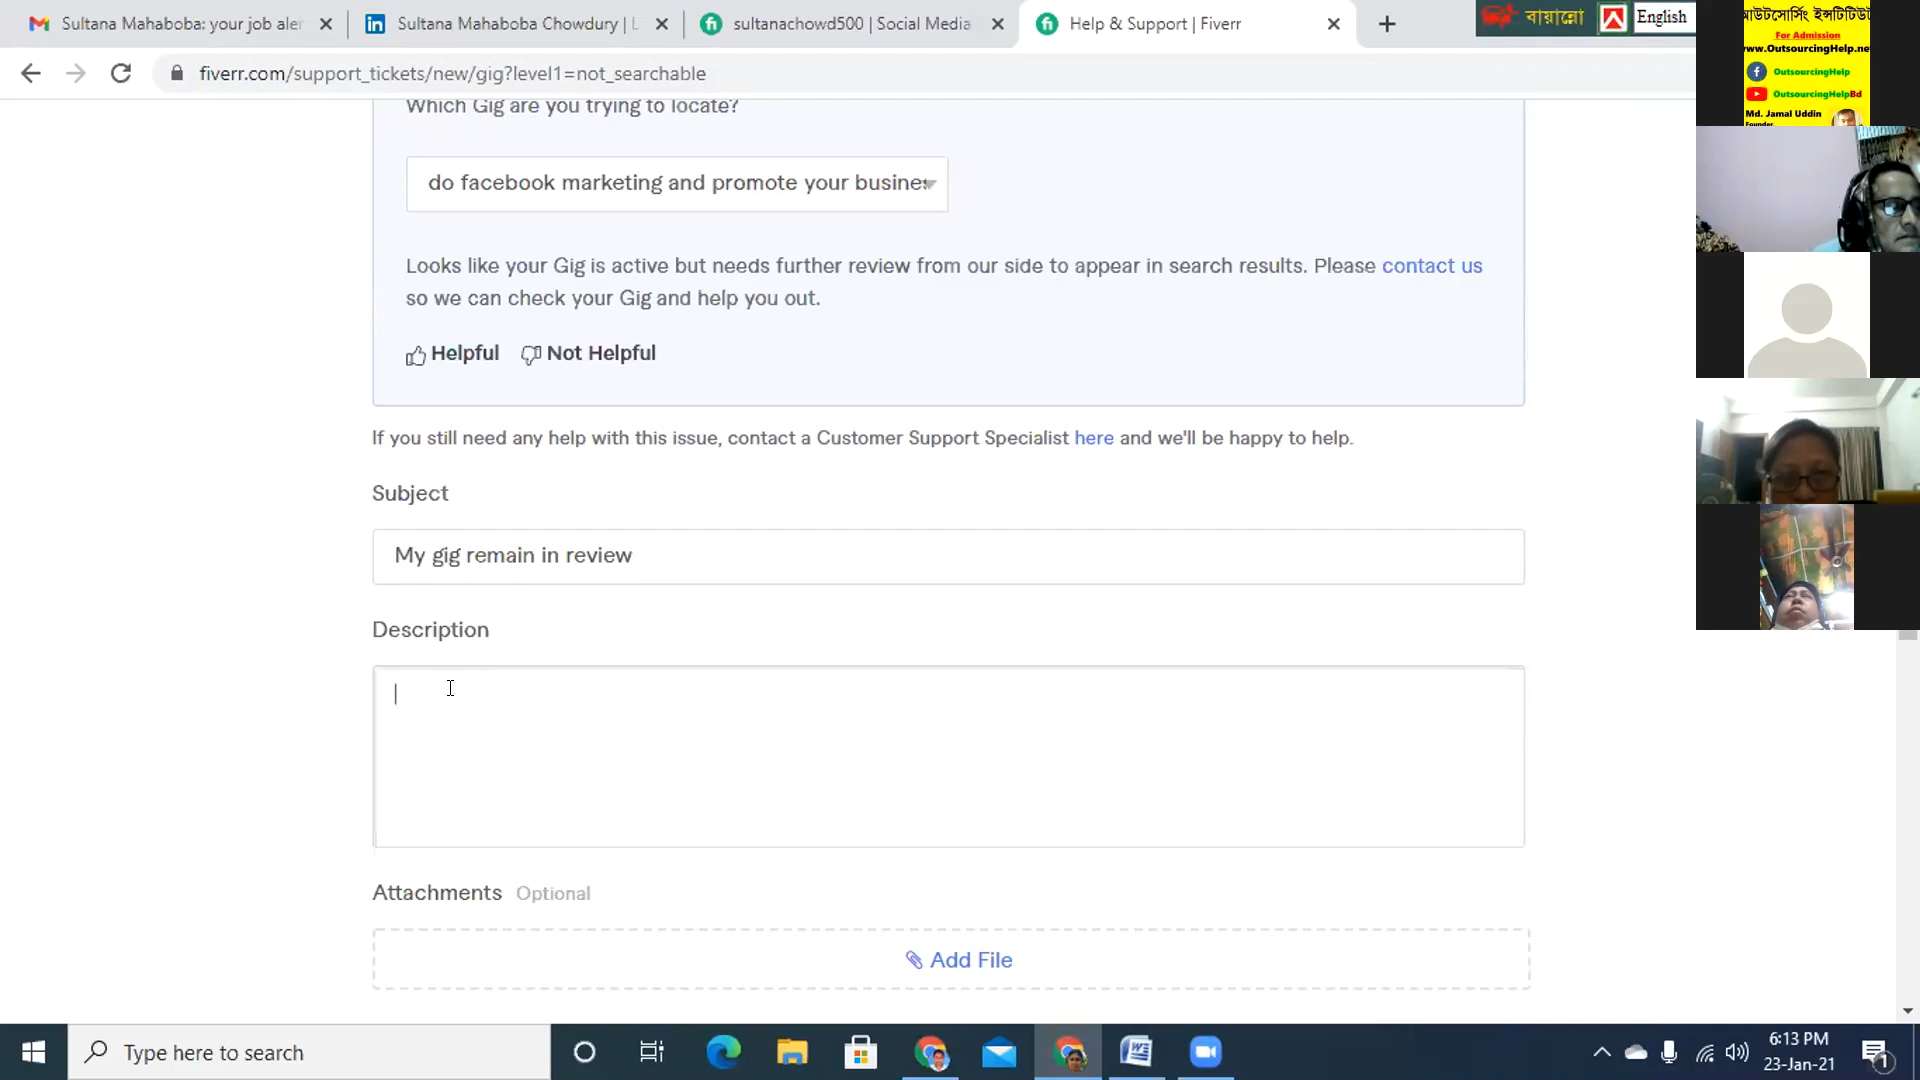 Sultana Mahaboba: your job aler
Sultana Mahaboba Chowdury | L
sultanachowd500 | Social Media
Help & Support | Fiverr
বায়ান্নো
English
আউটসোর্সিং ইন্সটিটিউট
For Admission
www.OutsourcingHelp.ne
OutsourcingHelp
OutsourcingHelpBd
Md. Jamal Uddin
Founder
fiverr.com/support_tickets/new/gig?level1=not_searchable
Which Gig are you trying to locate?
do facebook marketing and promote your busines
Looks like your Gig is active but needs further review from our side to appear in search results. Please contact us
so we can check your Gig and help you out.
Helpful Not Helpful
If you still need any help with this issue, contact a Customer Support Specialist here and we'll be happy to help.
Subject
My gig remain in review
Description
Attachments Optional
Add File
Type here to search
6:13 PM
23-Jan-21
1